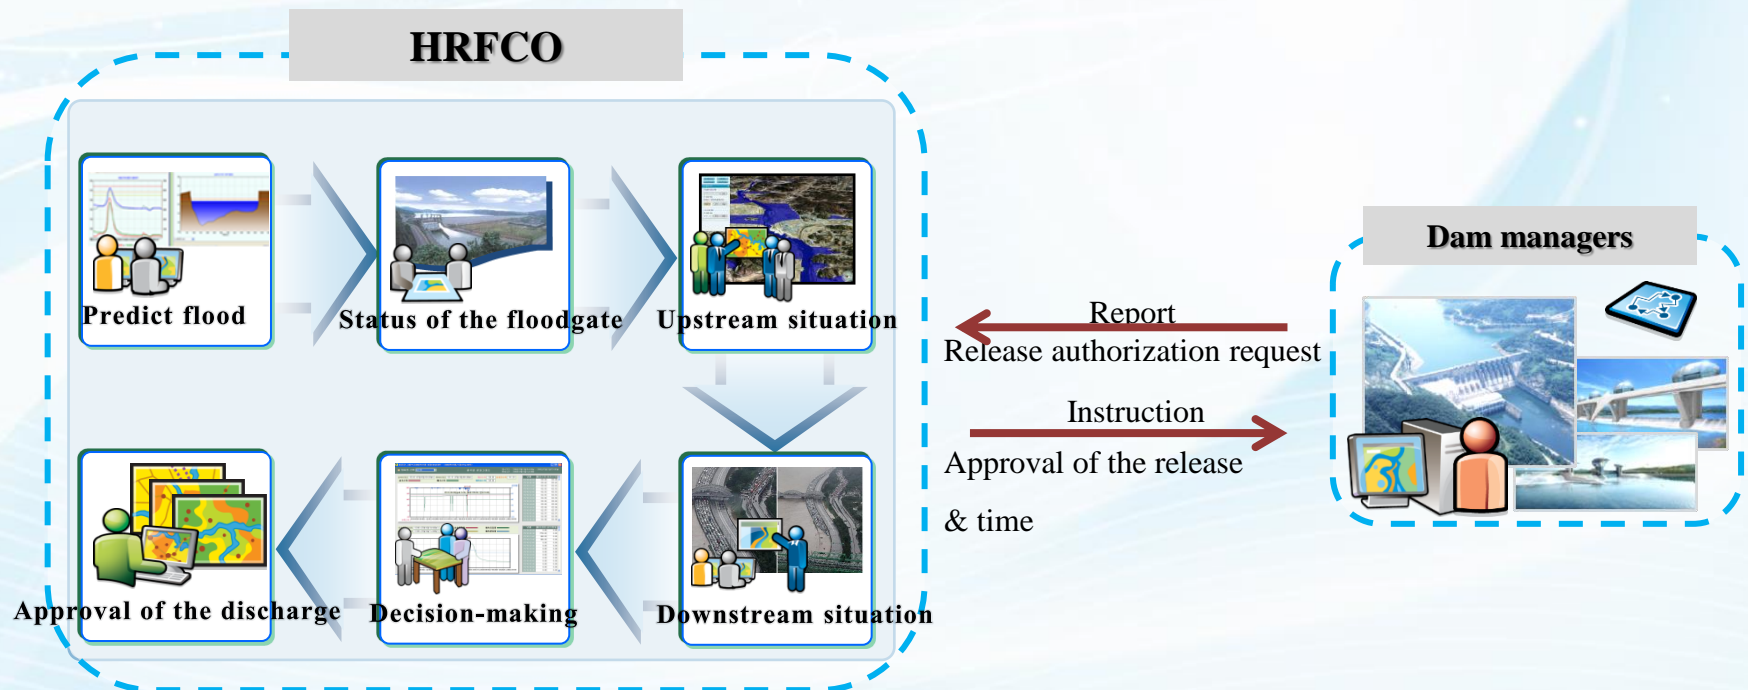 HRFCO
Predict flood
Status of the floodgate
Upstream situation
Approval of the discharge
Decision-making
Downstream situation
Report
Release authorization request
Instruction
Approval of the release
& time
Dam managers